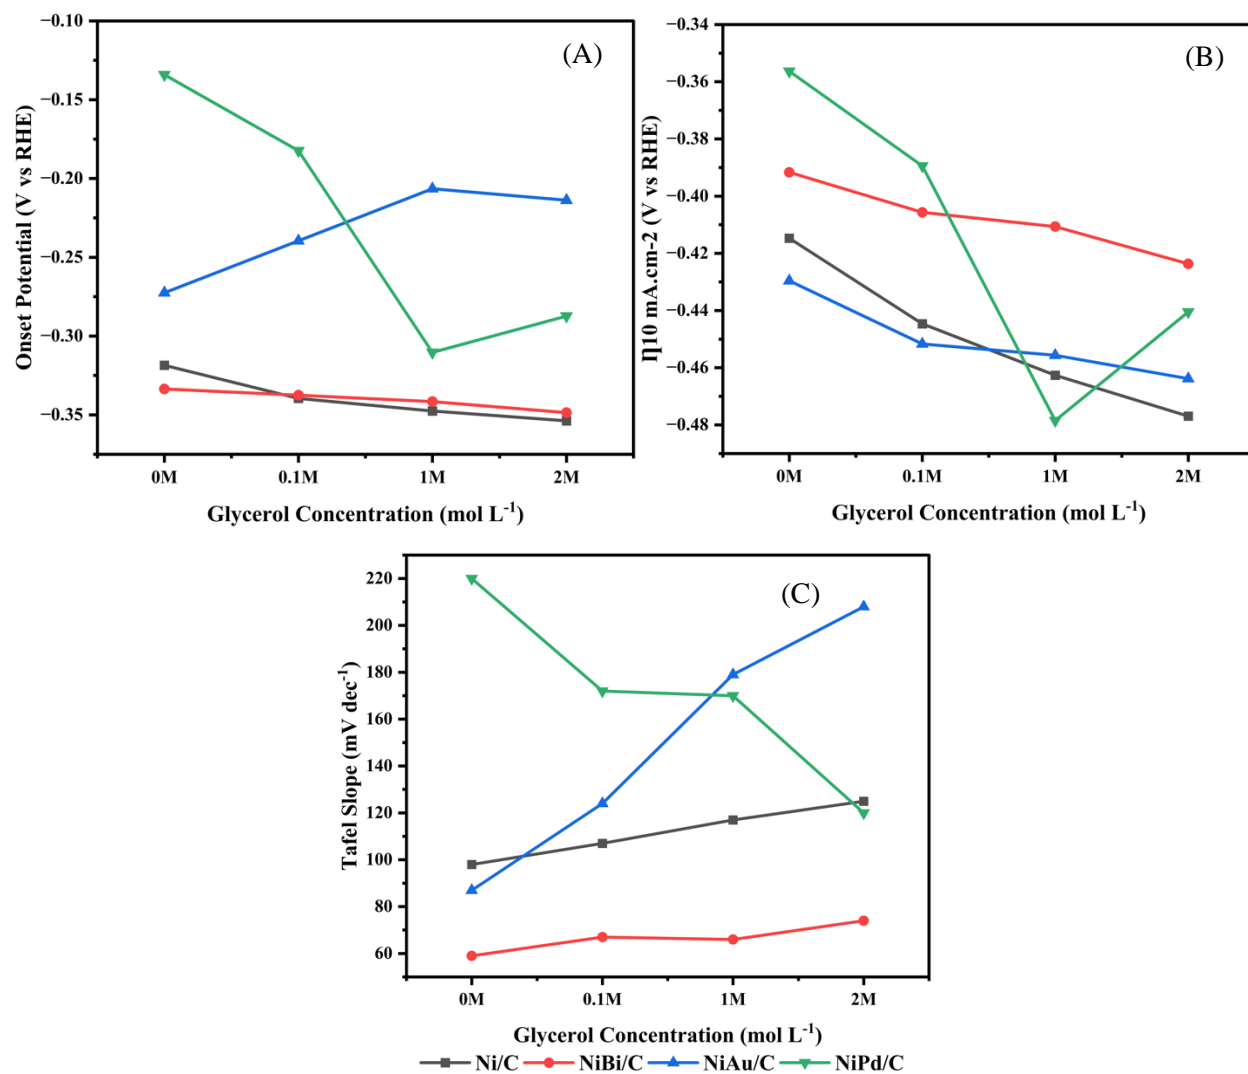 (A)
Onset Potential (V vs RHE)
−0.10
−0.15
−0.20
−0.25
−0.30
−0.35
0M 0.1M 1M 2M
Glycerol Concentration (mol L⁻¹)
(B)
Ƞ10 mA.cm-2 (V vs RHE)
−0.34
−0.36
−0.38
−0.40
−0.42
−0.44
−0.46
−0.48
0M 0.1M 1M 2M
Glycerol Concentration (mol L⁻¹)
(C)
Tafel Slope (mV dec⁻¹)
220
200
180
160
140
120
100
80
60
0M 0.1M 1M 2M
Glycerol Concentration (mol L⁻¹)
Ni/C NiBi/C NiAu/C NiPd/C